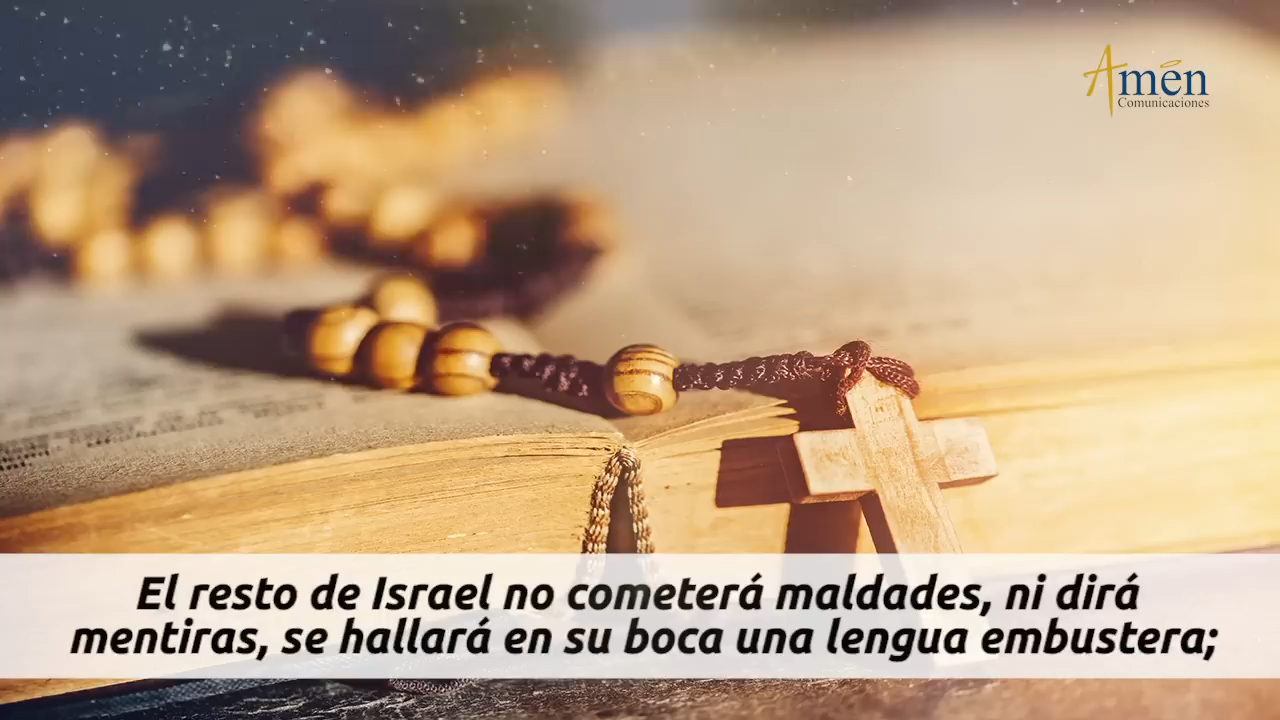 Amén
Comunicaciones
El resto de Israel no cometerá maldades, ni dirá
mentiras, se hallará en su boca una lengua embustera;